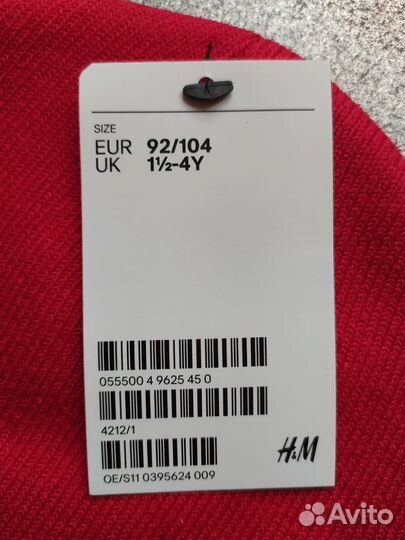 SIZE
EUR 92/104
UK 1½-4Y
055500 4 9625 45 0
4212/1
H&M
OE/S11 0395624 009
Avito